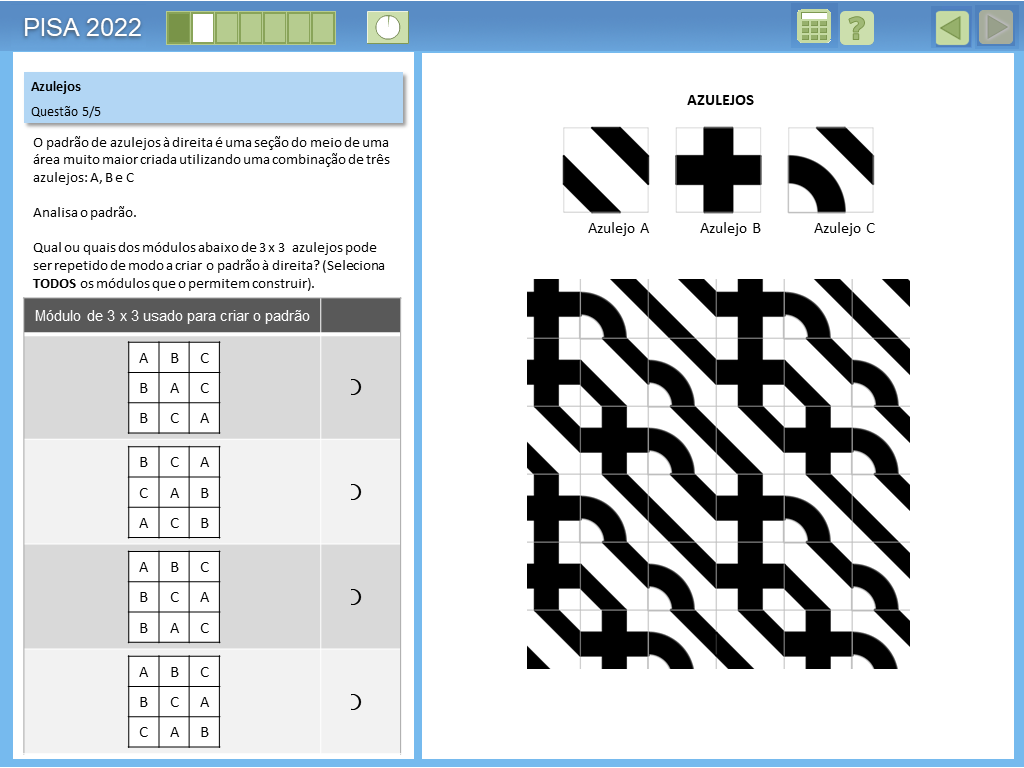 PISA 2022
?
Azulejos
Questão 5/5
O padrão de azulejos à direita é uma seção do meio de uma
área muito maior criada utilizando uma combinação de três
azulejos: A, B e C
Analisa o padrão.
Qual ou quais dos módulos abaixo de 3 x 3 azulejos pode
ser repetido de modo a criar o padrão à direita? (Seleciona
TODOS os módulos que o permitem construir).
Módulo de 3 x 3 usado para criar o padrão
A B C
B A C
B C A
B C A
C A B
A C B
A B C
B C A
B A C
A B C
B C A
C A B
AZULEJOS
Azulejo A Azulejo B Azulejo C